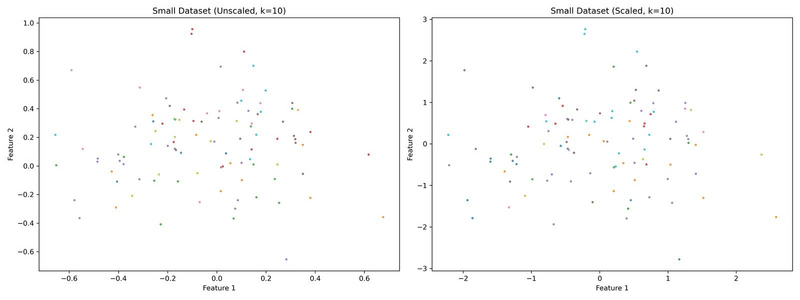 Small Dataset (Unscaled, k=10)
1.0
0.8
0.6
0.4
0.2
0.0
−0.2
−0.4
−0.6
Feature 2
−0.6 −0.4 −0.2 0.0 0.2 0.4 0.6
Feature 1
Small Dataset (Scaled, k=10)
3
2
1
0
−1
−2
−3
Feature 2
−2 −1 0 1 2
Feature 1